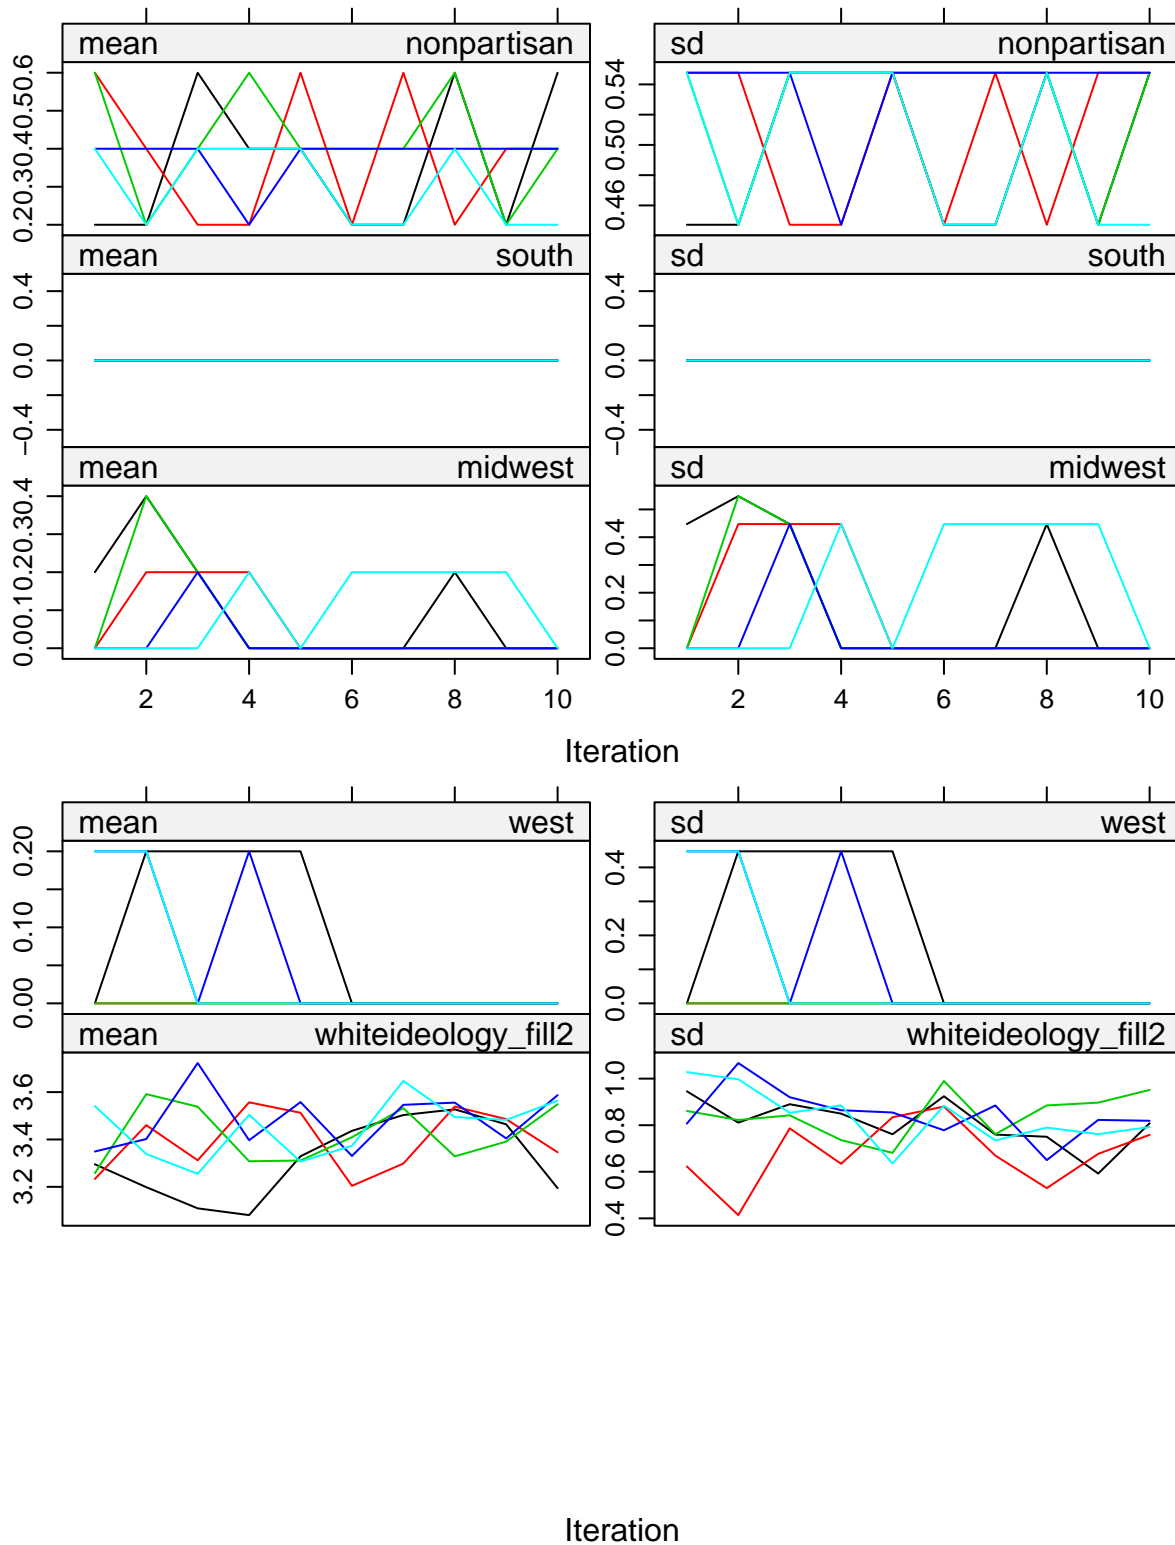 mean nonpartisan sd nonpartisan
0.2 0.3 0.4 0.5 0.6
0.46 0.50 0.54
mean south sd south
−0.4 0.0 0.4
−0.4 0.0 0.4
mean midwest sd midwest
0.0 0.1 0.2 0.3 0.4
0.0 0.2 0.4
2 4 6 8 10 2 4 6 8 10
Iteration
mean west sd west
0.00 0.10 0.20
0.0 0.2 0.4
mean whiteideology_fill2 sd whiteideology_fill2
3.2 3.4 3.6
0.4 0.6 0.8 1.0
Iteration